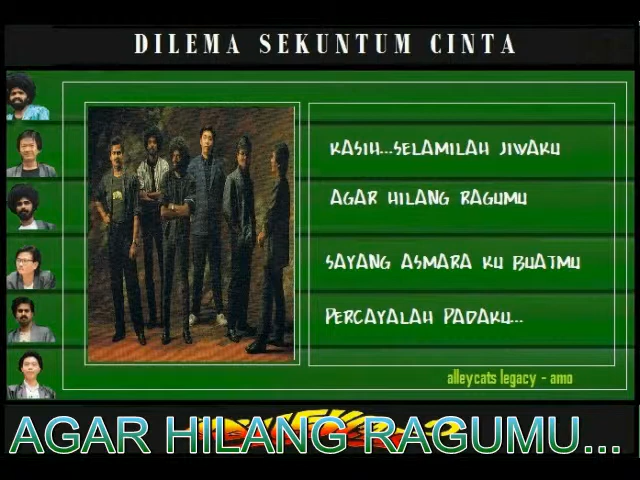 DILEMA SEKUNTUM CINTA
KASIH...SELAMILAH JIWAKU
AGAR HILANG RAGUMU
SAYANG ASMARA KU BUATMU
PERCAYALAH PADAKU...
alleycats legacy - amo
AGAR HILANG RAGUMU...